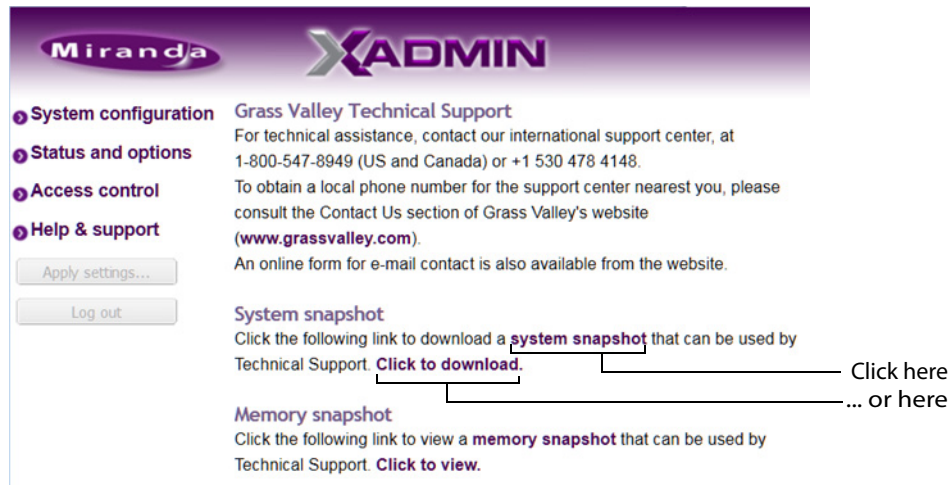 Miranda
XADMIN
System configuration
Status and options
Access control
Help & support
Apply settings...
Log out
Grass Valley Technical Support
For technical assistance, contact our international support center, at
1-800-547-8949 (US and Canada) or +1 530 478 4148.
To obtain a local phone number for the support center nearest you, please
consult the Contact Us section of Grass Valley's website
(www.grassvalley.com).
An online form for e-mail contact is also available from the website.
System snapshot
Click the following link to download a system snapshot that can be used by
Technical Support. Click to download.
Click here
... or here
Memory snapshot
Click the following link to view a memory snapshot that can be used by
Technical Support. Click to view.